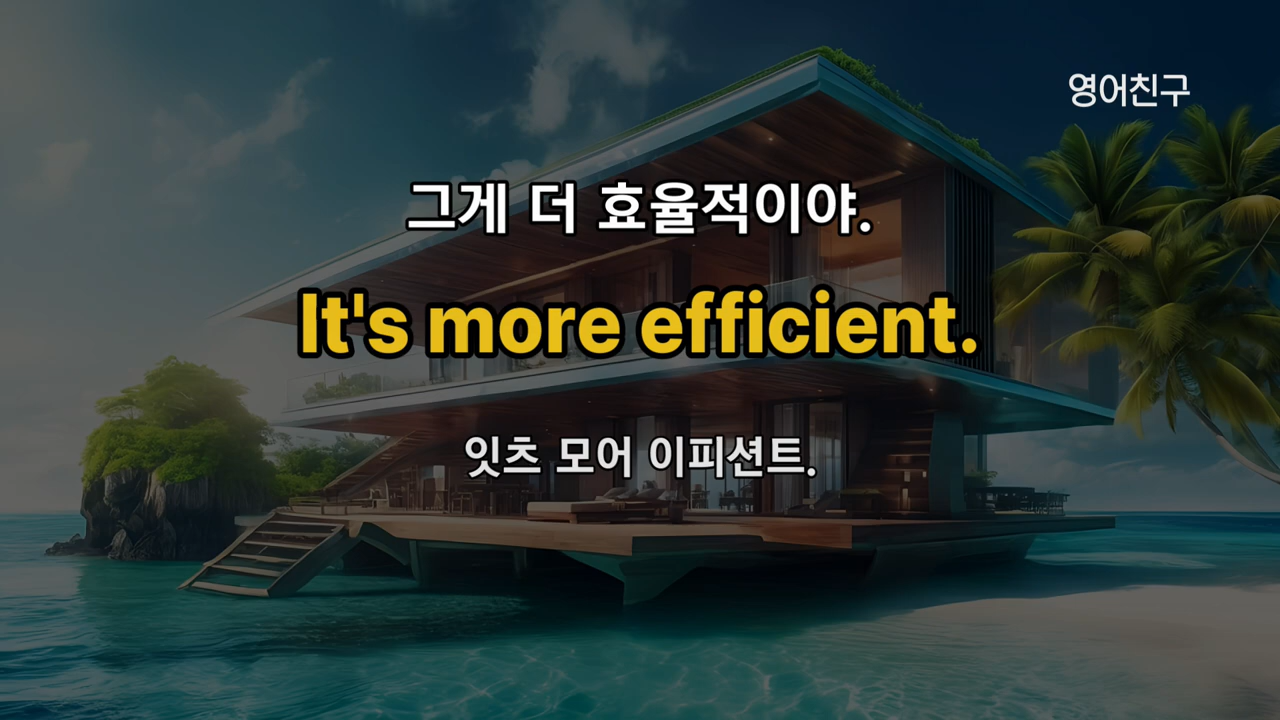 영어친구
그게 더 효율적이야.
It's more efficient.
잇츠 모어 이피션트.